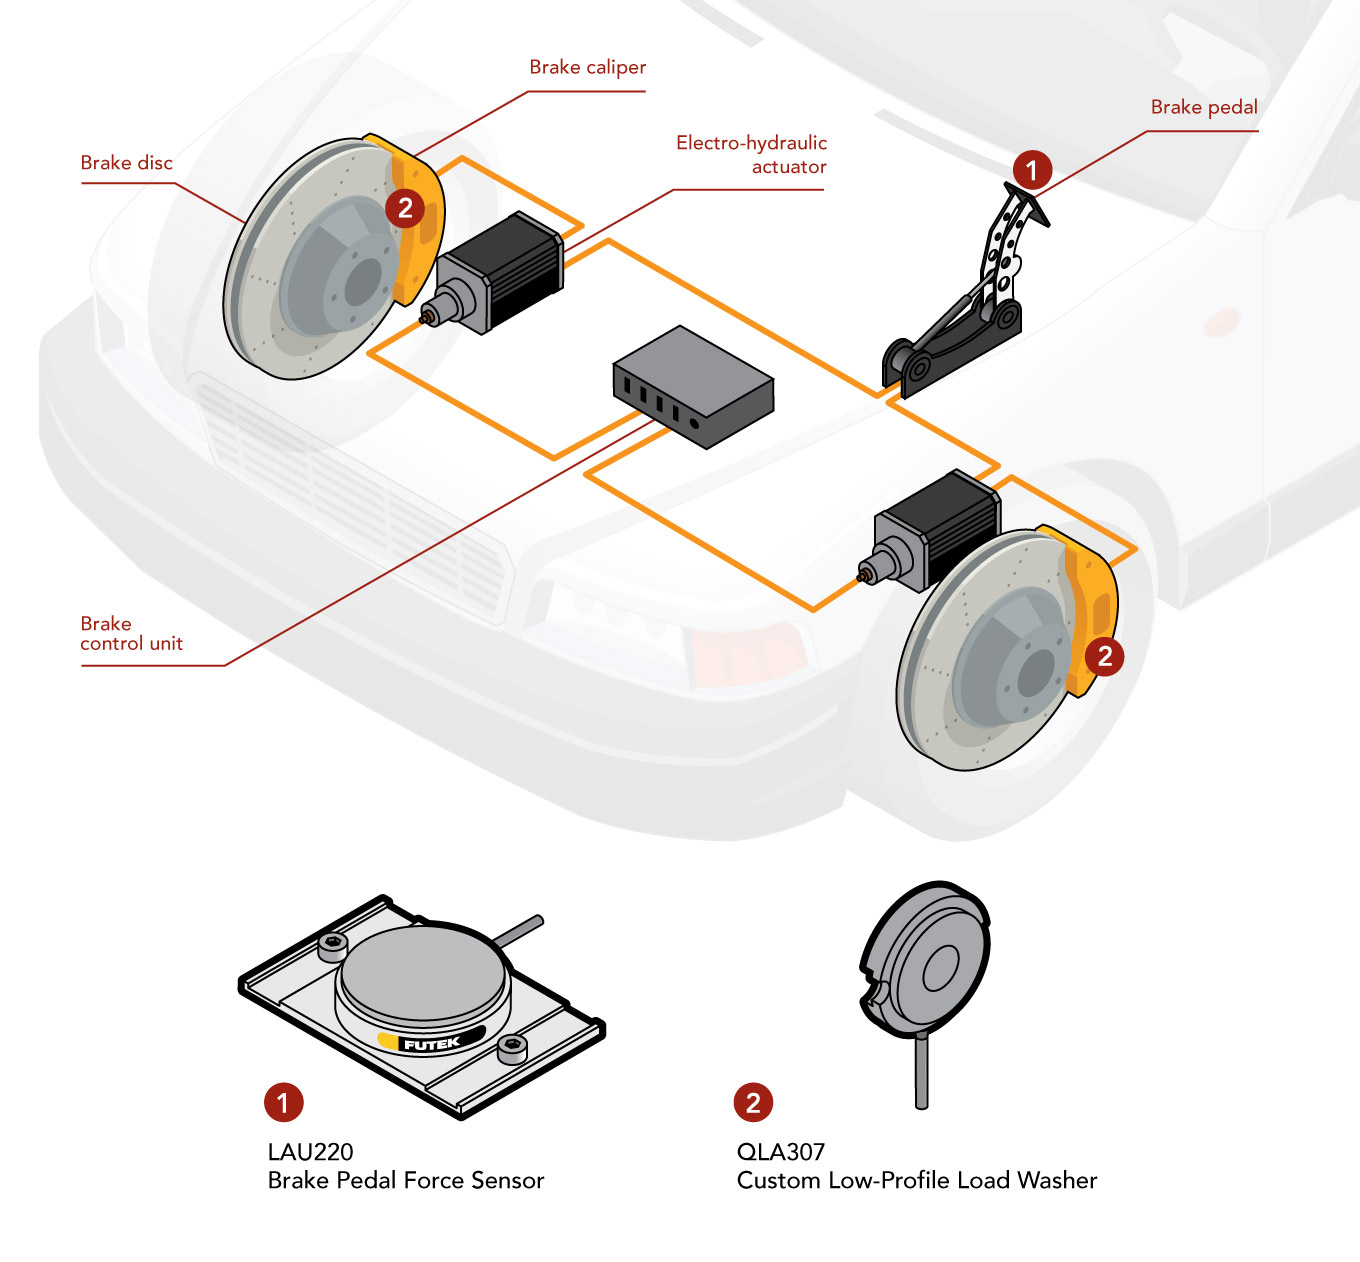 Brake caliper
Brake pedal
Electro-hydraulic
actuator
Brake disc
1
2
Brake
control unit
2
FUTEK
1
2
LAU220
Brake Pedal Force Sensor
QLA307
Custom Low-Profile Load Washer